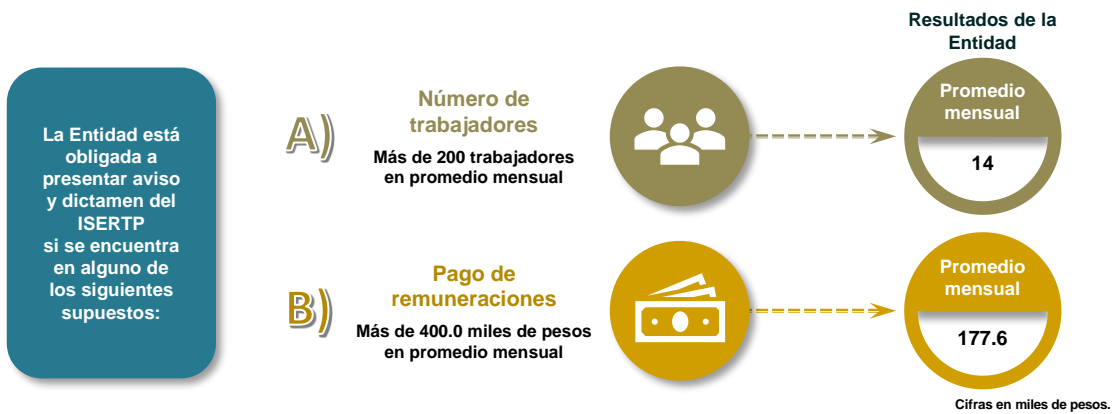 La Entidad está
obligada a
presentar aviso
y dictamen del
ISERTP
si se encuentra
en alguno de
los siguientes
supuestos:
A)
Número de
trabajadores
Más de 200 trabajadores
en promedio mensual
Resultados de la
Entidad
Promedio
mensual
14
B)
Pago de
remuneraciones
Más de 400.0 miles de pesos
en promedio mensual
Promedio
mensual
177.6
Cifras en miles de pesos.